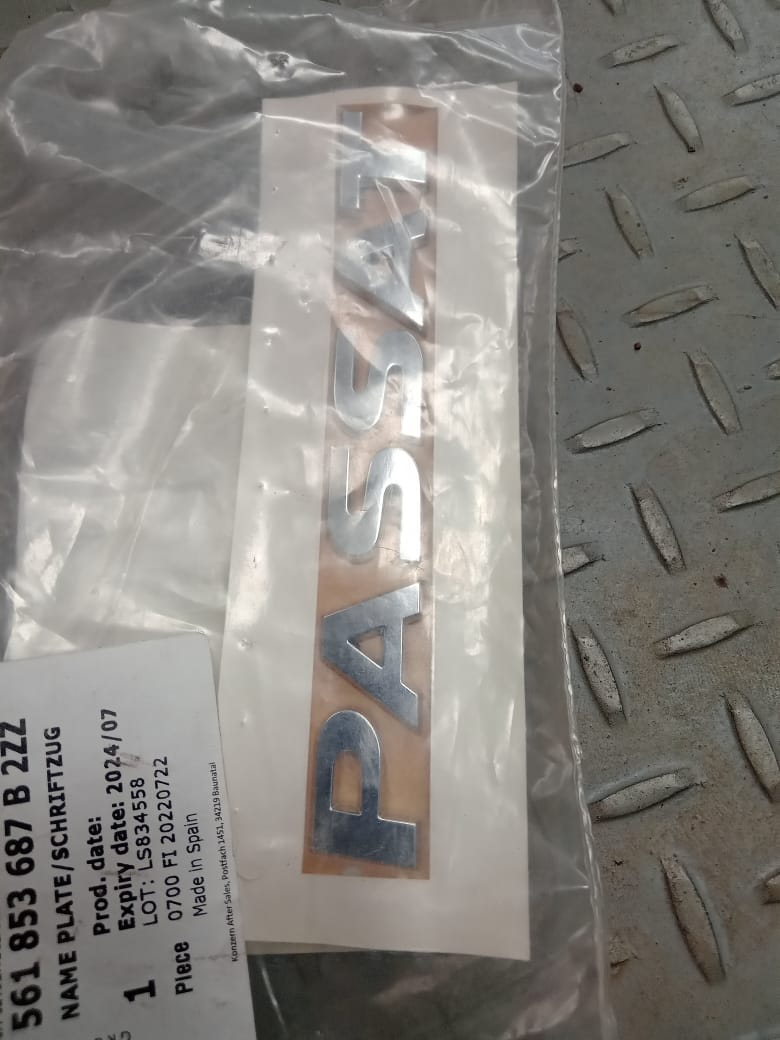 PASSAT
561 853 687 B 2ZZ
NAME PLATE/SCHRIFTZUG
Prod. date:
Expiry date: 2024/07
LOT: LS834558
1 Piece 0700 FI 20220722
Made in Spain
Konzern After Sales, Postfach 1451, 34219 Baunatal